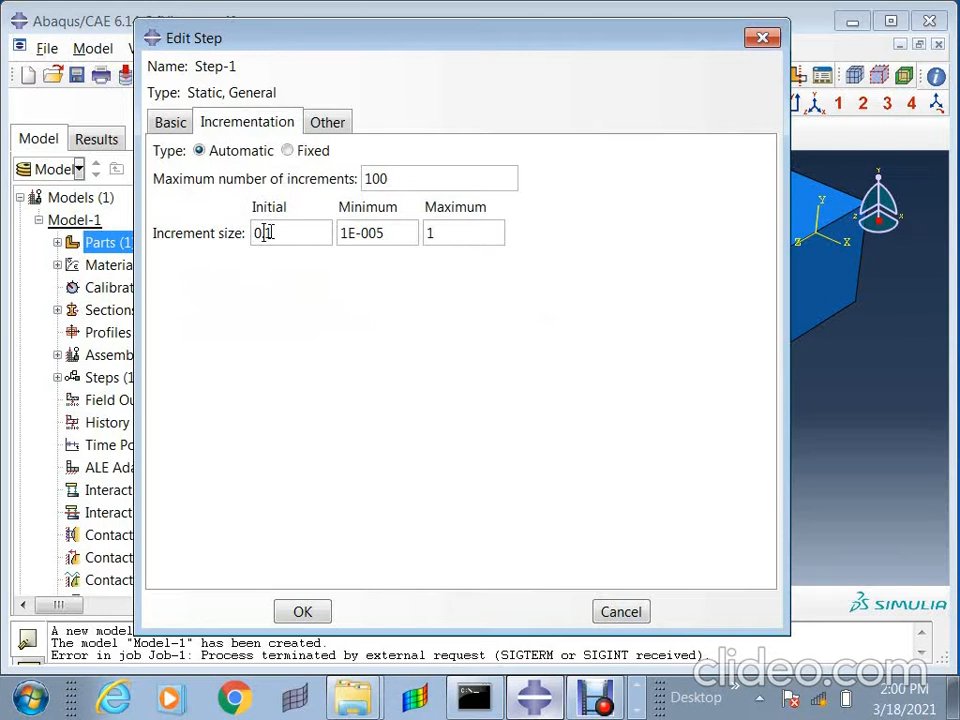 Abaqus/CAE 6.14
Edit Step
File Model
Name: Step-1
Type: Static, General
Basic Incrementation Other
Type: Automatic Fixed
Maximum number of increments: 100
Initial Minimum Maximum
Increment size: 1E-005 1
Model Results
Model
Models (1)
Model-1
Parts (1)
Materia
Calibrat
Sections
Profiles
Assemb
Steps (1
Field Ou
History
Time Po
ALE Ada
Interact
Interact
Contact
Contact
Contact
1 2 3 4
Y
Z X
z x
OK Cancel
SIMULIA
A new model
The model "Model-1" has been created.
Error in job Job-1: Process terminated by external request (SIGTERM or SIGINT received).
clideo.com
Desktop »
2:00 PM
3/18/2021